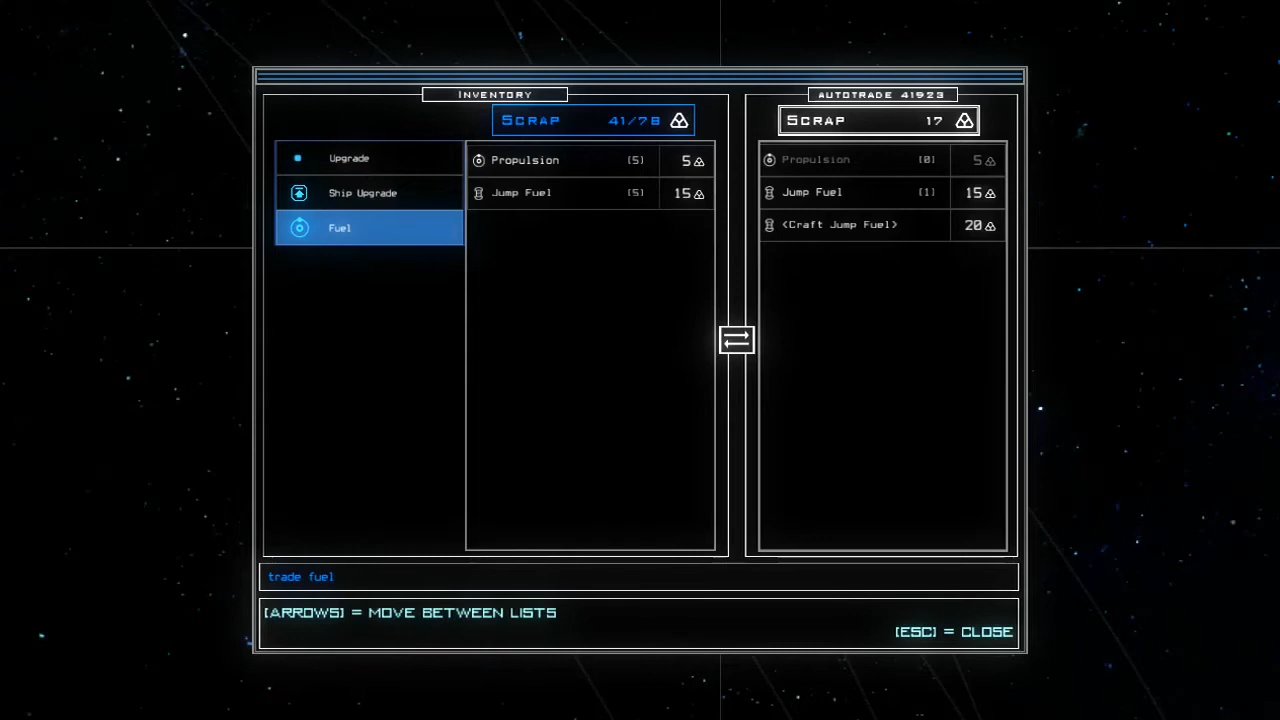 INVENTORY
SCRAP 41/78
Upgrade
Ship Upgrade
Fuel
Propulsion [5] 5
Jump Fuel [5] 15
AUTOTRADE 41923
SCRAP 17
Propulsion [0] 5
Jump Fuel [1] 15
<Craft Jump Fuel> 20
trade fuel
[ARROWS] = MOVE BETWEEN LISTS
[ESC] = CLOSE